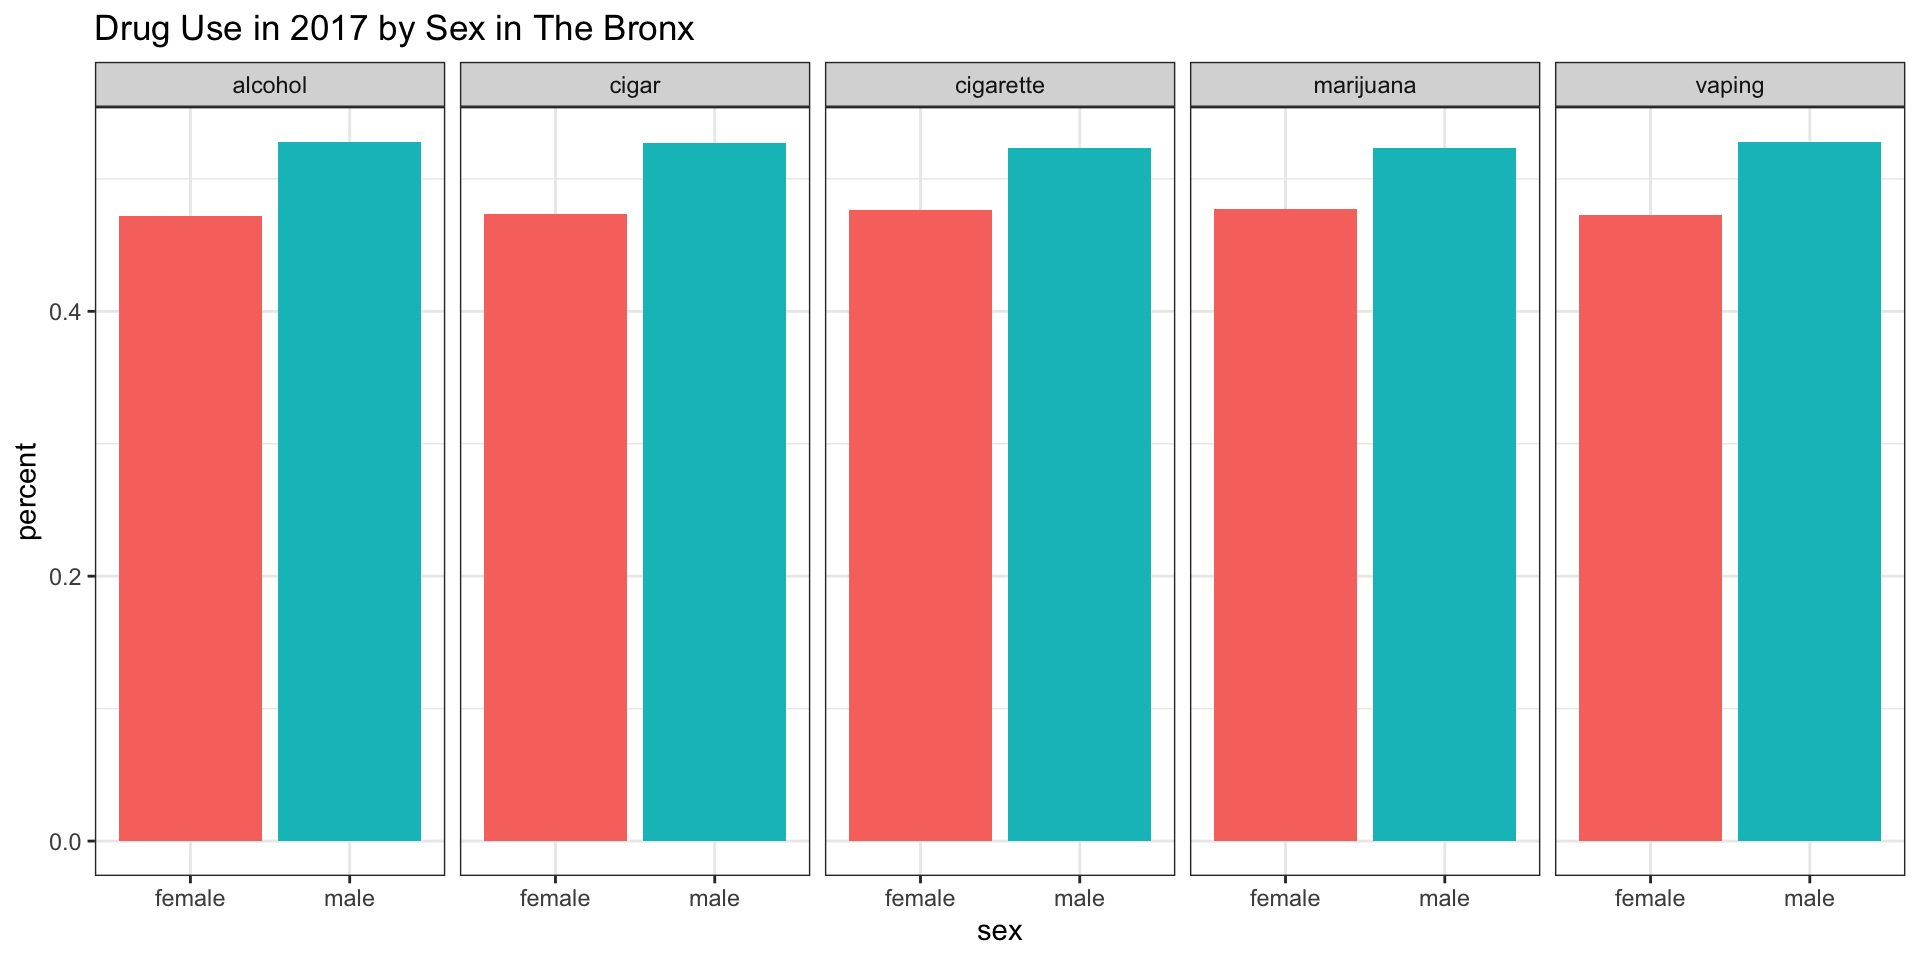 Drug Use in 2017 by Sex in The Bronx
alcohol cigar cigarette marijuana vaping
percent
0.4
0.2
0.0
female male female male female male female male female male
sex